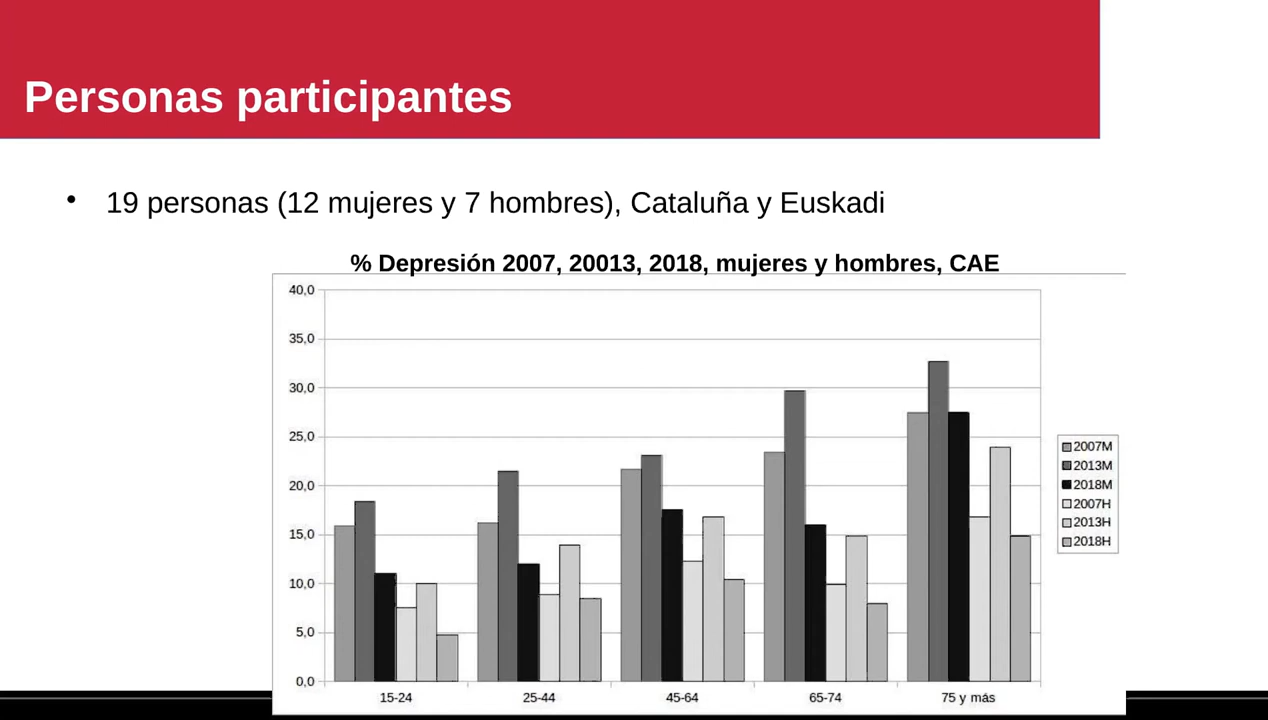 Personas participantes
• 19 personas (12 mujeres y 7 hombres), Cataluña y Euskadi
% Depresión 2007, 20013, 2018, mujeres y hombres, CAE
40,0
35,0
30,0
25,0
20,0
15,0
10,0
5,0
0,0
2007M
2013M
2018M
2007H
2013H
2018H
15-24 25-44 45-64 65-74 75 y más